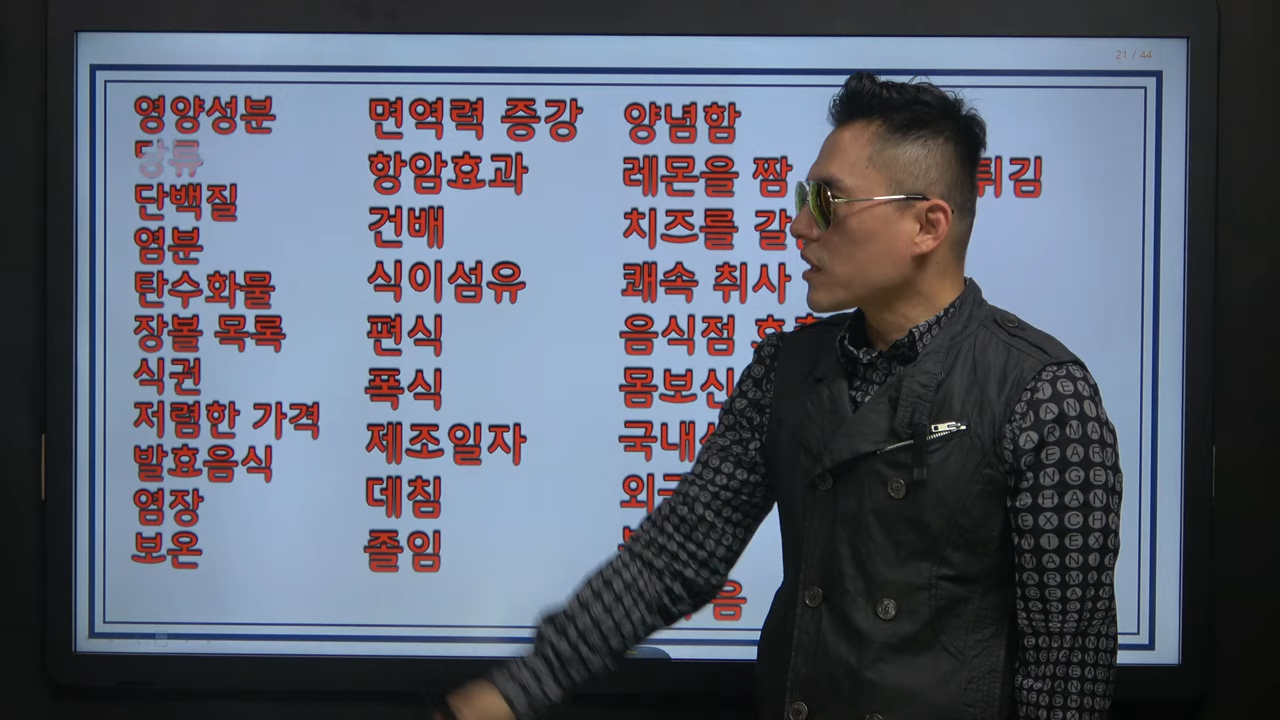 21 / 44
영양성분
당류
단백질
염분
탄수화물
장볼 목록
식권
저렴한 가격
발효음식
염장
보온
면역력 증강
항암효과
건배
식이섬유
편식
폭식
제조일자
데침
졸임
양념함
레몬을 짬
치즈를 갈
쾌속 취사
음식점
몸보신
국내
튀김